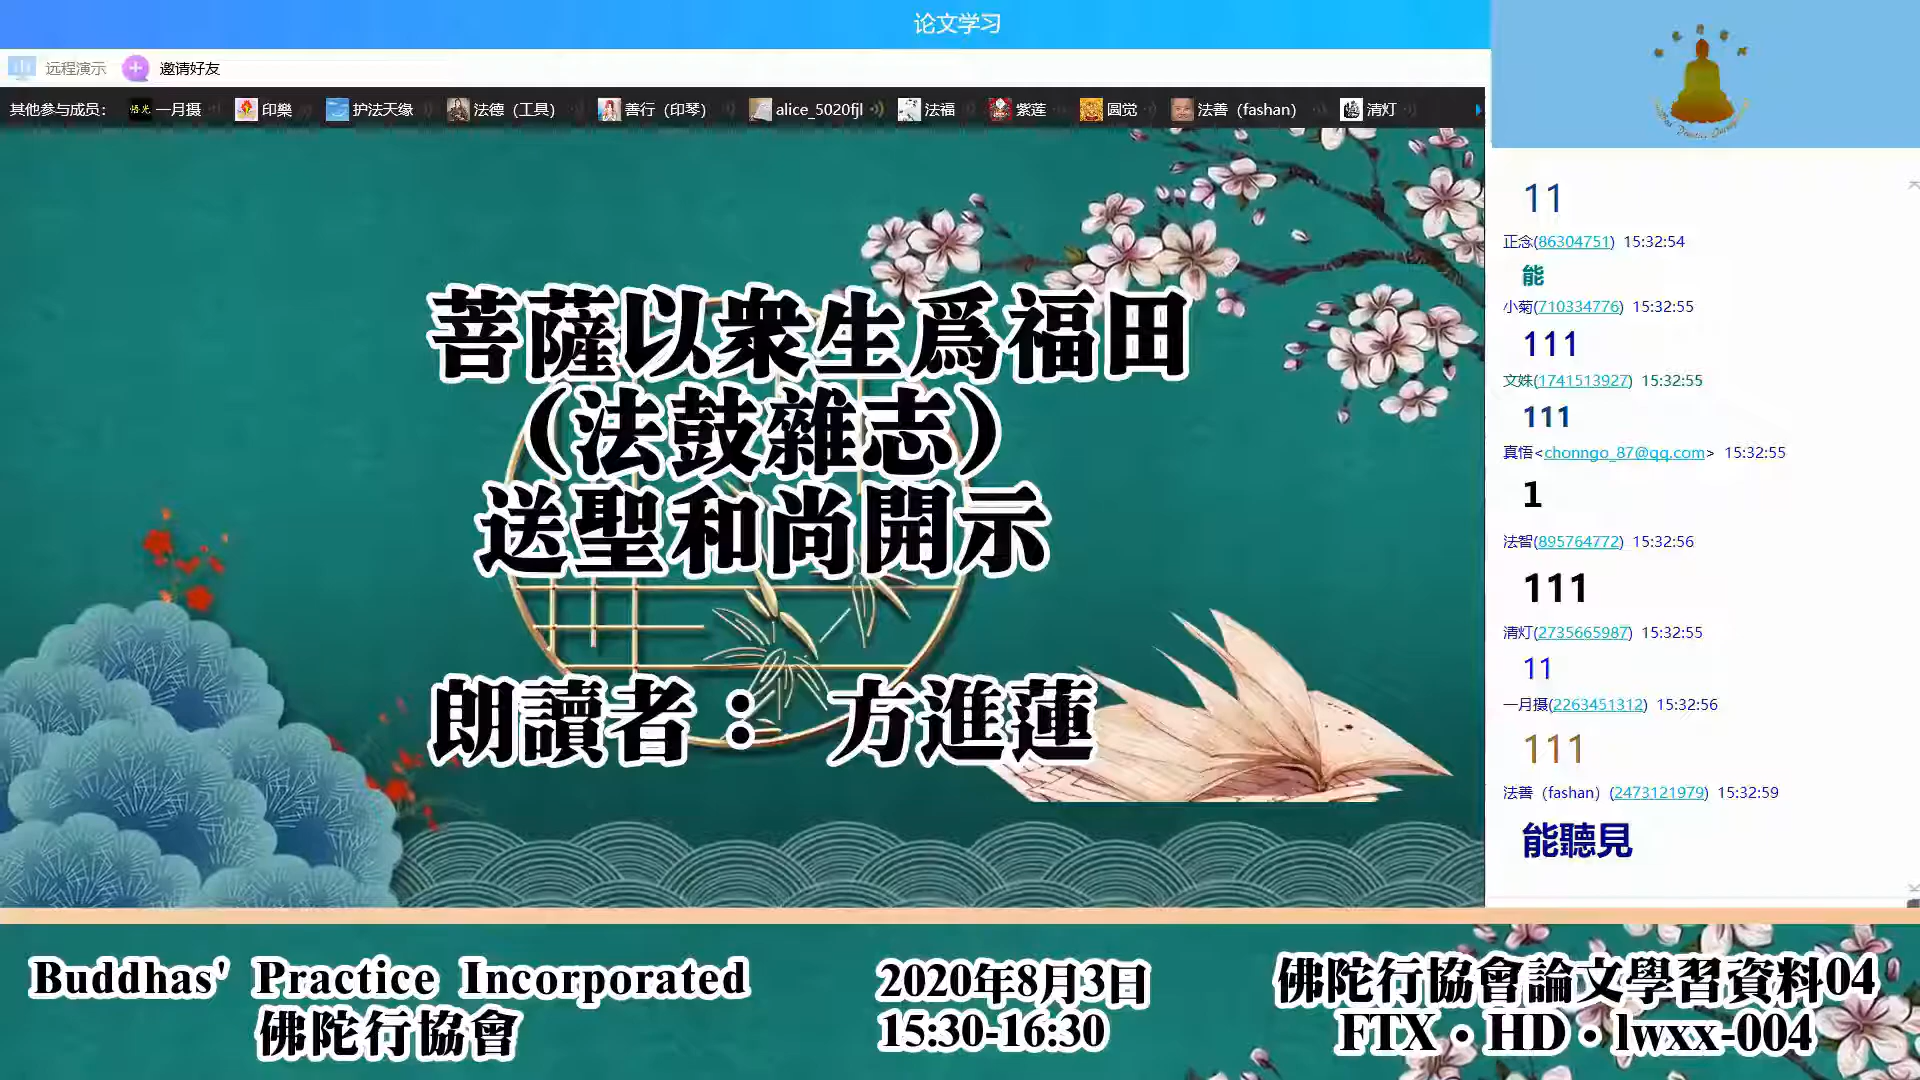 论文学习
远程演示
邀请好友
其他参与成员： 一月摄 印樂 护法天缘 法德（工具） 善行（印琴） alice_5020fjl 法福 紫莲 圆觉 法善（fashan） 清灯
菩薩以衆生爲福田
（法鼓雜志）
送聖和尚開示
朗讀者： 方進蓮
11
正念(86304751) 15:32:54
能
小菊(710334776) 15:32:55
111
文姝(1741513927) 15:32:55
111
真悟<chonngo_87@qq.com> 15:32:55
1
法智(895764772) 15:32:56
111
清灯(2735665987) 15:32:55
11
一月摄(2263451312) 15:32:56
111
法善（fashan）(2473121979) 15:32:59
能聽見
Buddhas' Practice Incorporated
佛陀行協會
2020年8月3日
15:30-16:30
佛陀行協會論文學習資料04
FTX·HD·lwxx-004